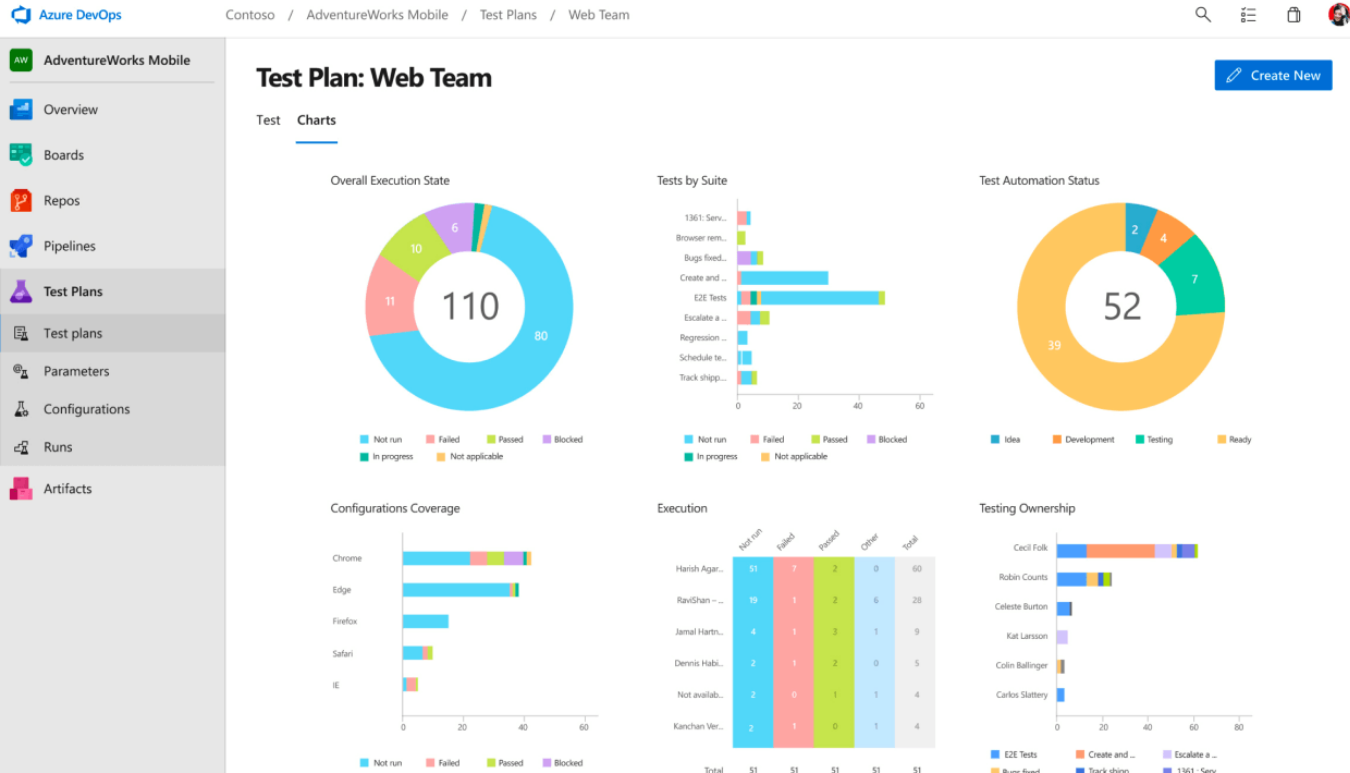 Azure DevOps
Contoso / AdventureWorks Mobile / Test Plans / Web Team
AW AdventureWorks Mobile
Overview
Boards
Repos
Pipelines
Test Plans
Test plans
Parameters
Configurations
Runs
Artifacts
Test Plan: Web Team
Create New
Test Charts
Overall Execution State
6
10
11
110
80
Not run Failed Passed Blocked
In progress Not applicable
Tests by Suite
1361: Serv...
Browser rem...
Bugs fixed...
Create and ...
E2E Tests
Escalate a ...
Regression ...
Schedule te...
Track shipp...
0 20 40 60
Not run Failed Passed Blocked
In progress Not applicable
Test Automation Status
2
4
7
52
39
Idea Development Testing Ready
Configurations Coverage
Chrome
Edge
Firefox
Safari
IE
0 20 40 60
Not run Failed Passed Blocked
Execution
Not run Failed Passed Other Total
Harish Agar... 51 7 2 0 60
RaviShan – ... 19 1 2 6 28
Jamal Hartn... 4 1 3 1 9
Dennis Habi... 2 1 2 0 5
Not availab... 2 0 1 1 4
Kanchan Ver... 2 1 0 1 4
Total 51 51 51 51 51
Testing Ownership
Cecil Folk
Robin Counts
Celeste Burton
Kat Larsson
Colin Ballinger
Carlos Slattery
0 20 40 60 80
E2E Tests Create and ... Escalate a ...
Bugs fixed... Track shipp... 1361 : Serv...